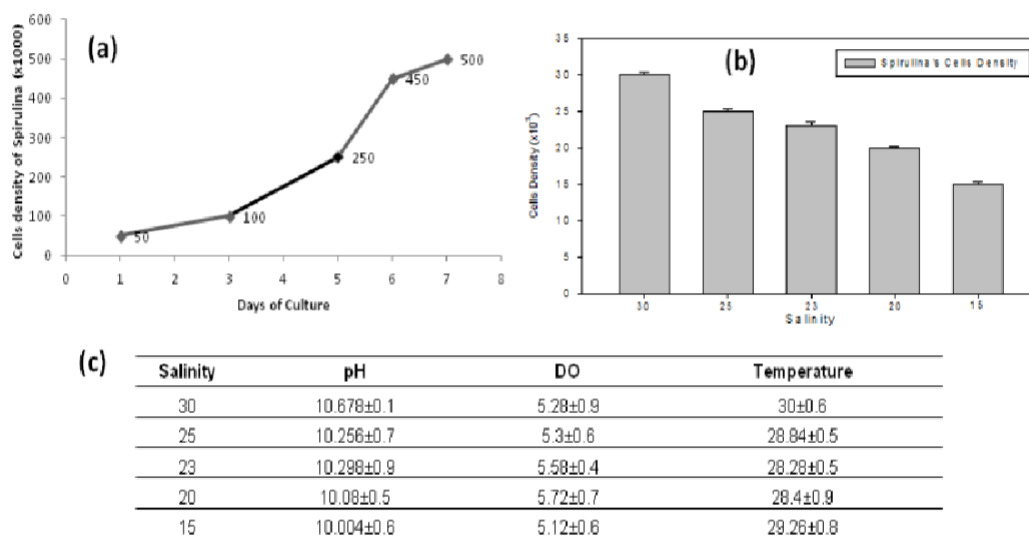 (a)
Cells density of Spirulina (x1000)
600
500
400
300
200
100
0
50
100
250
450
500
0 1 2 3 4 5 6 7 8
Days of Culture
(b)
Spirulina's Cells Density
Cells Density (x10³)
35
30
25
20
15
10
5
0
30 25 23 20 15
Salinity
(c)
Salinity pH DO Temperature
30 10.678±0.1 5.28±0.9 30±0.6
25 10.256±0.7 5.3±0.6 28.84±0.5
23 10.298±0.9 5.58±0.4 28.28±0.5
20 10.08±0.5 5.72±0.7 28.4±0.9
15 10.004±0.6 5.12±0.6 29.26±0.8